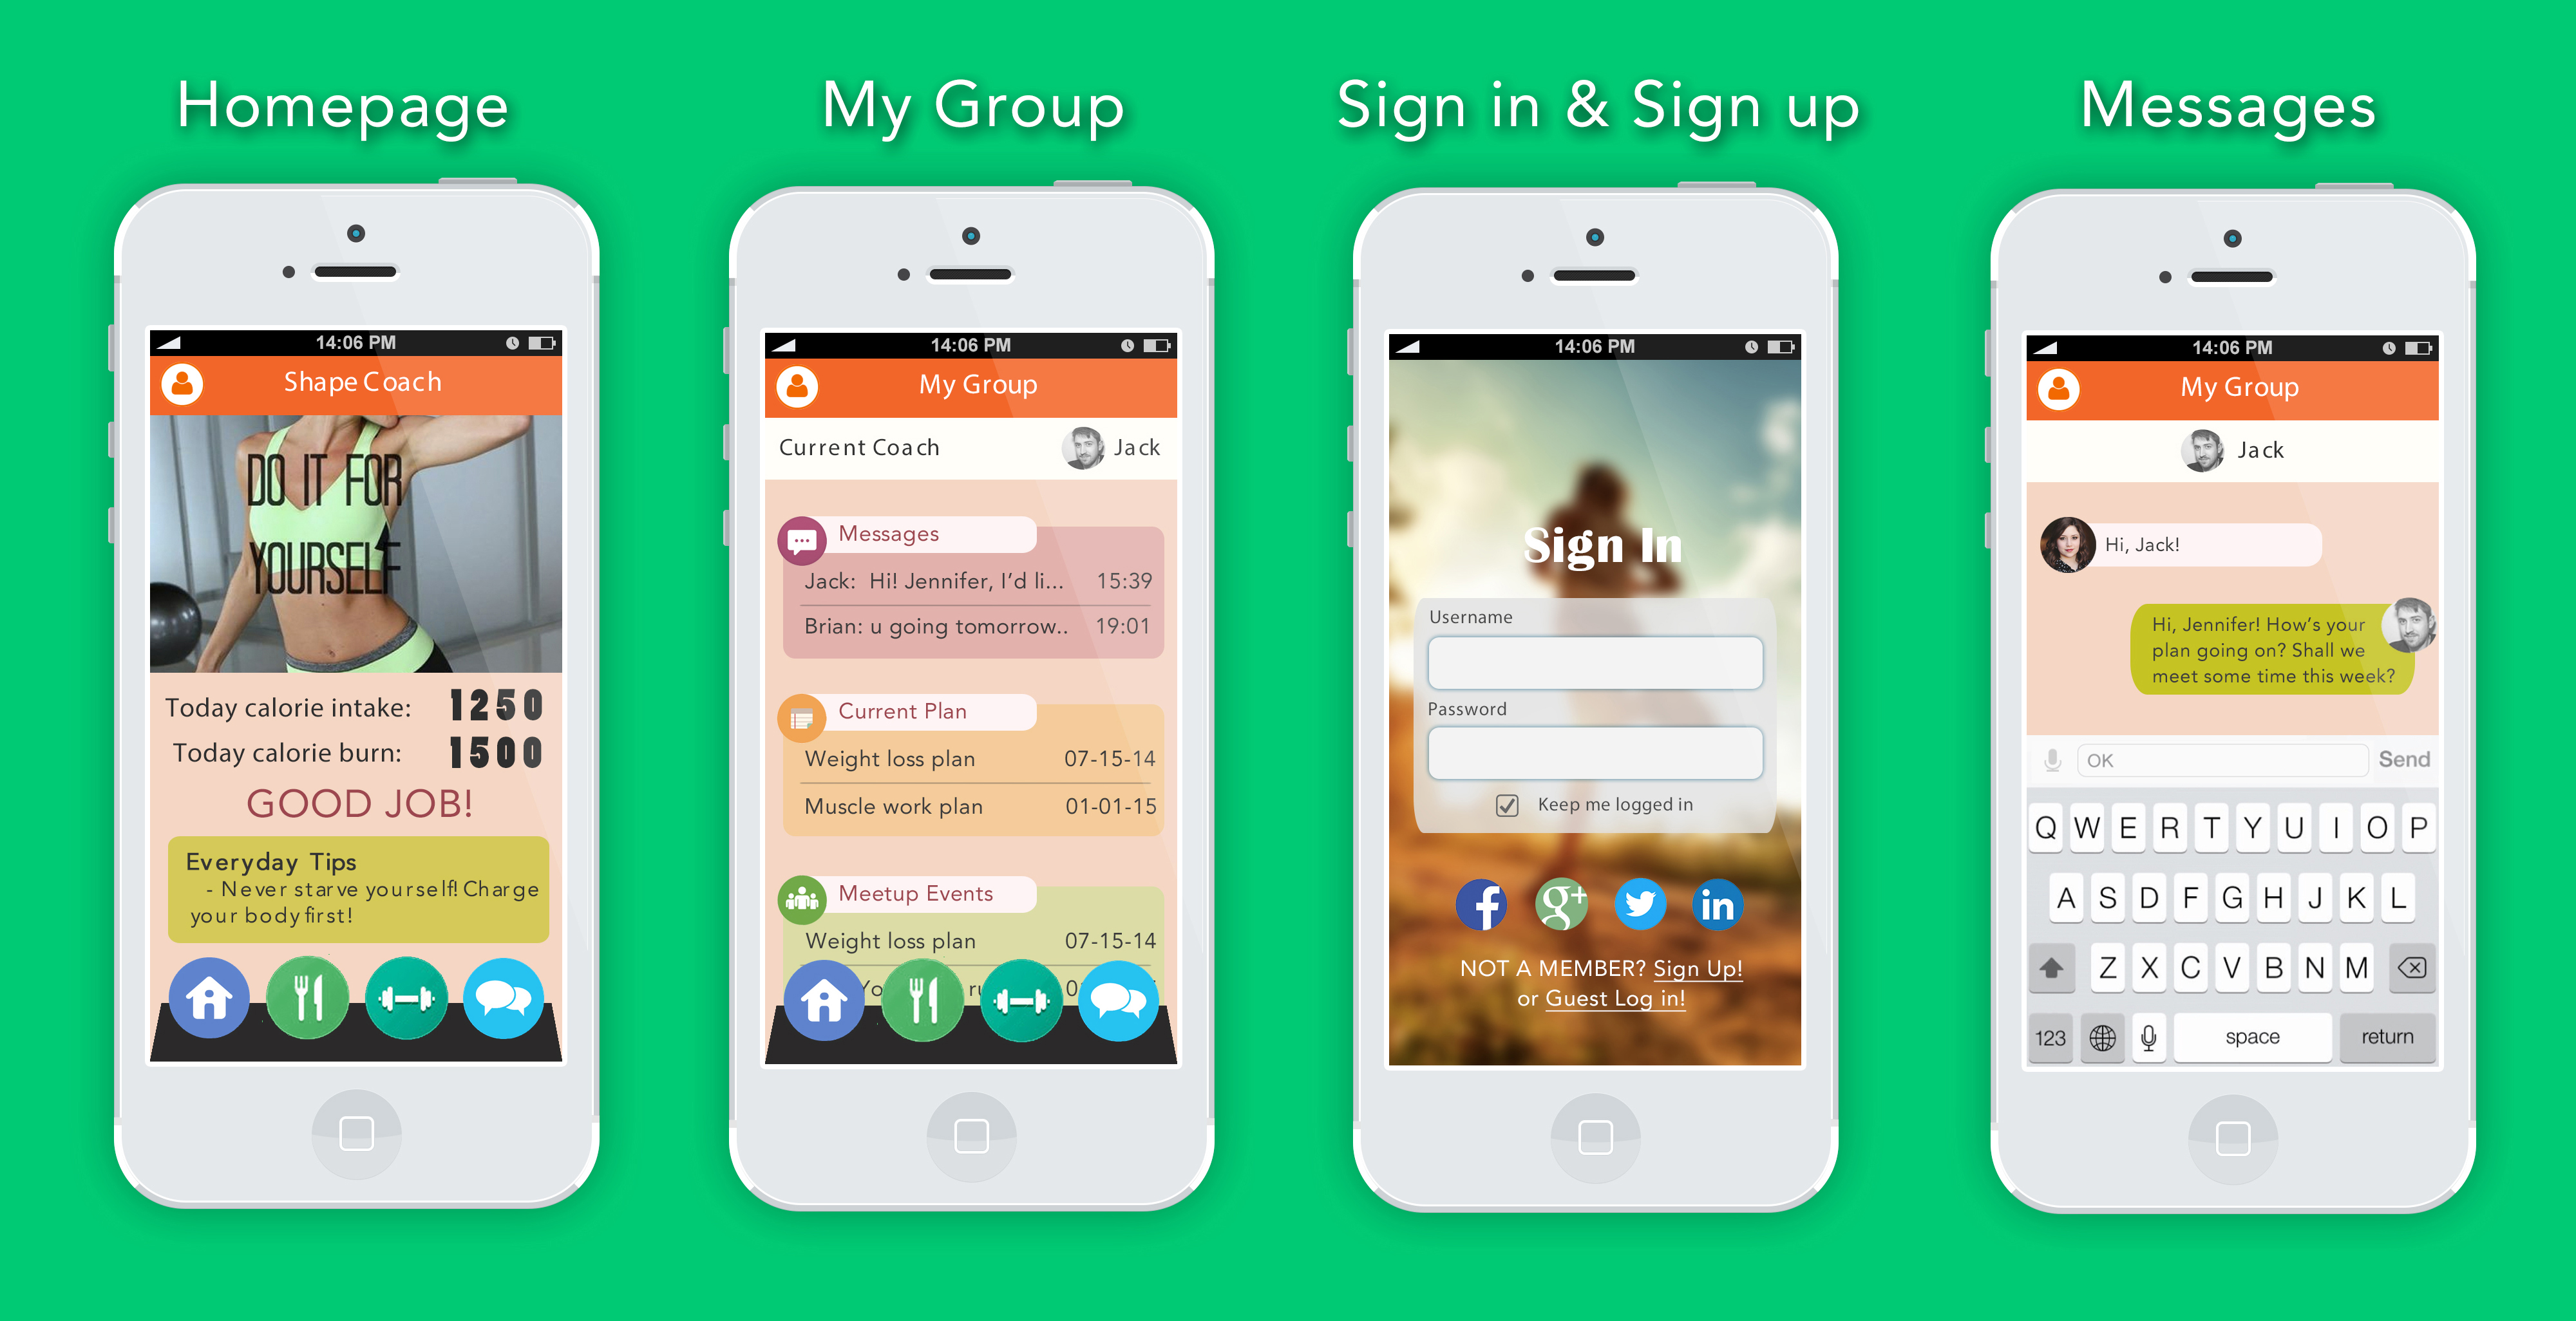 Homepage
14:06 PM
Shape Coach
DO IT FOR
YOURSELF
Today calorie intake: 1250
Today calorie burn: 1500
GOOD JOB!
Everyday Tips
- Never starve yourself! Charge
your body first!
My Group
14:06 PM
My Group
Current Coach Jack
Messages
Jack: Hi! Jennifer, I'd li... 15:39
Brian: u going tomorrow.. 19:01
Current Plan
Weight loss plan 07-15-14
Muscle work plan 01-01-15
Meetup Events
Weight loss plan 07-15-14
Sign in & Sign up
14:06 PM
Sign In
Username
Password
Keep me logged in
f g+ in
NOT A MEMBER? Sign Up!
or Guest Log in!
Messages
14:06 PM
My Group
Jack
Hi, Jack!
Hi, Jennifer! How's your
plan going on? Shall we
meet some time this week?
OK Send
Q W E R T Y U I O P
A S D F G H J K L
Z X C V B N M
123 space return